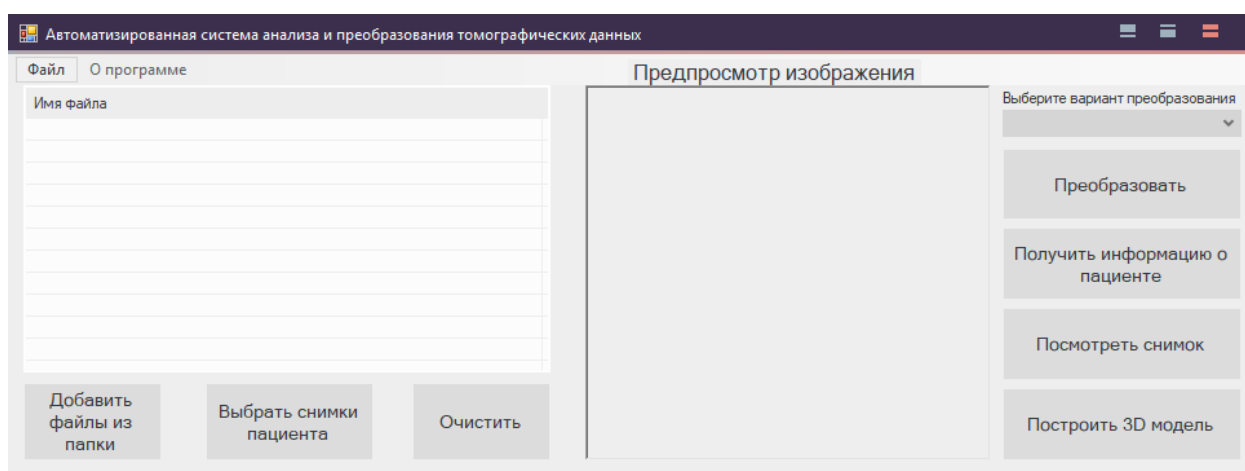 Автоматизированная система анализа и преобразования томографических данных
Файл О программе
Предпросмотр изображения
Имя файла
Выберите вариант преобразования
Преобразовать
Получить информацию о
пациенте
Посмотреть снимок
Построить 3D модель
Добавить
файлы из
папки
Выбрать снимки
пациента
Очистить